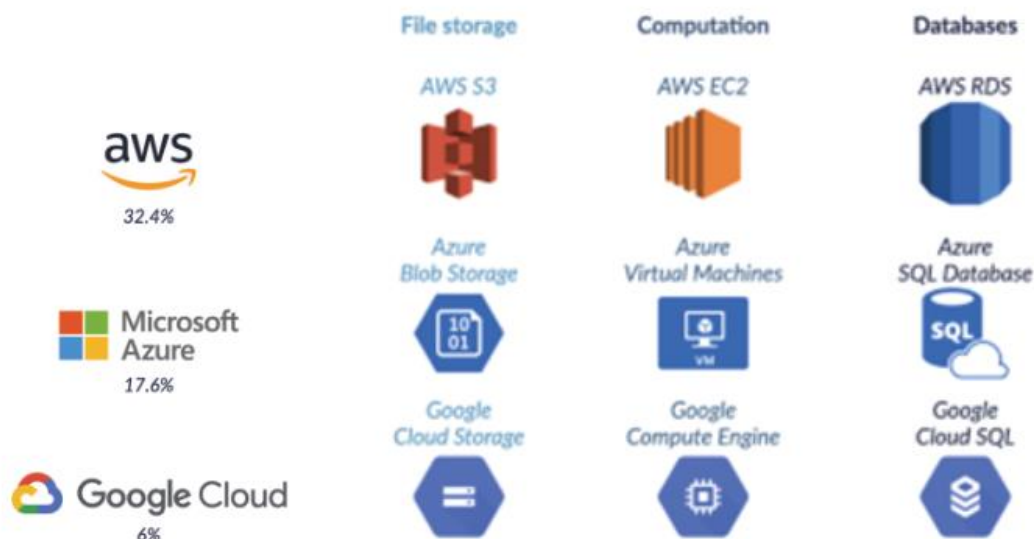 File storage
Computation
Databases
AWS S3
AWS EC2
AWS RDS
aws
32.4%
Azure
Blob Storage
Azure
Virtual Machines
Azure
SQL Database
Microsoft
Azure
17.6%
10
01
VM
SQL
Google
Cloud Storage
Google
Compute Engine
Google
Cloud SQL
Google Cloud
6%